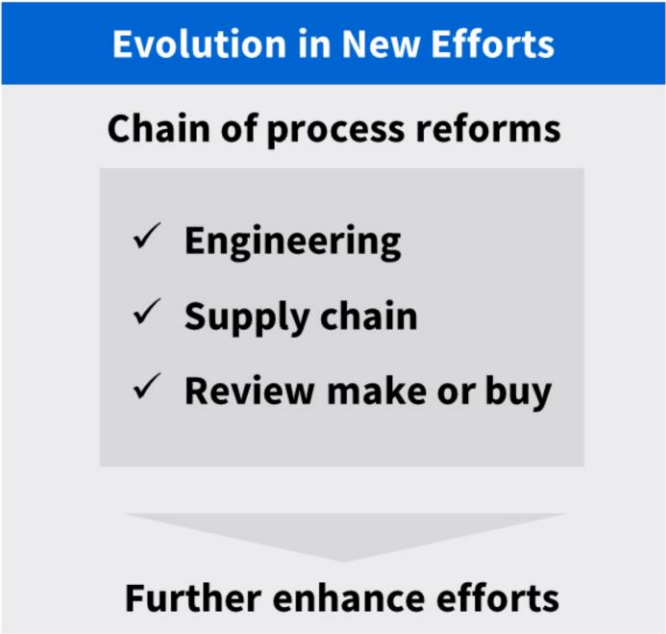 Evolution in New Efforts
Chain of process reforms
✓ Engineering
✓ Supply chain
✓ Review make or buy
Further enhance efforts